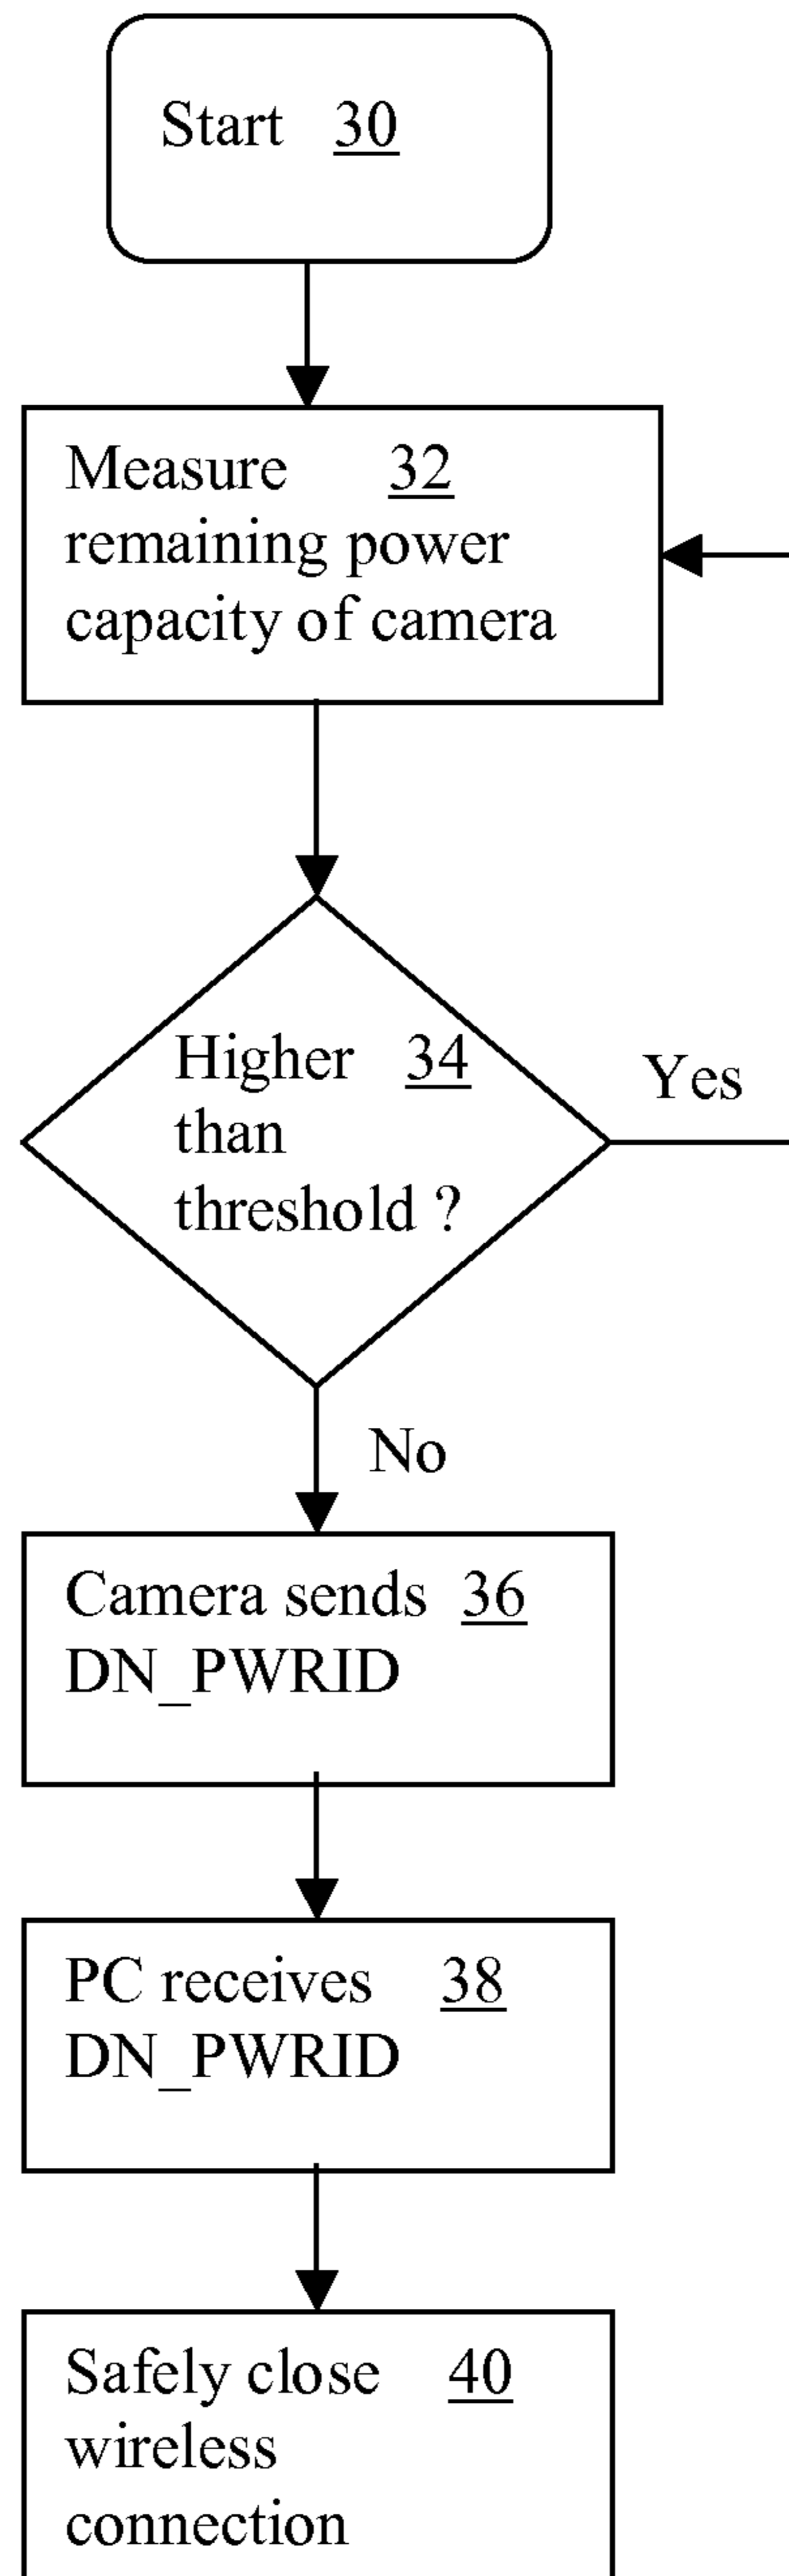 Start 30
Measure 32
remaining power
capacity of camera
Higher 34
than
threshold ?
Yes
No
Camera sends 36
DN_PWRID
PC receives 38
DN_PWRID
Safely close 40
wireless
connection